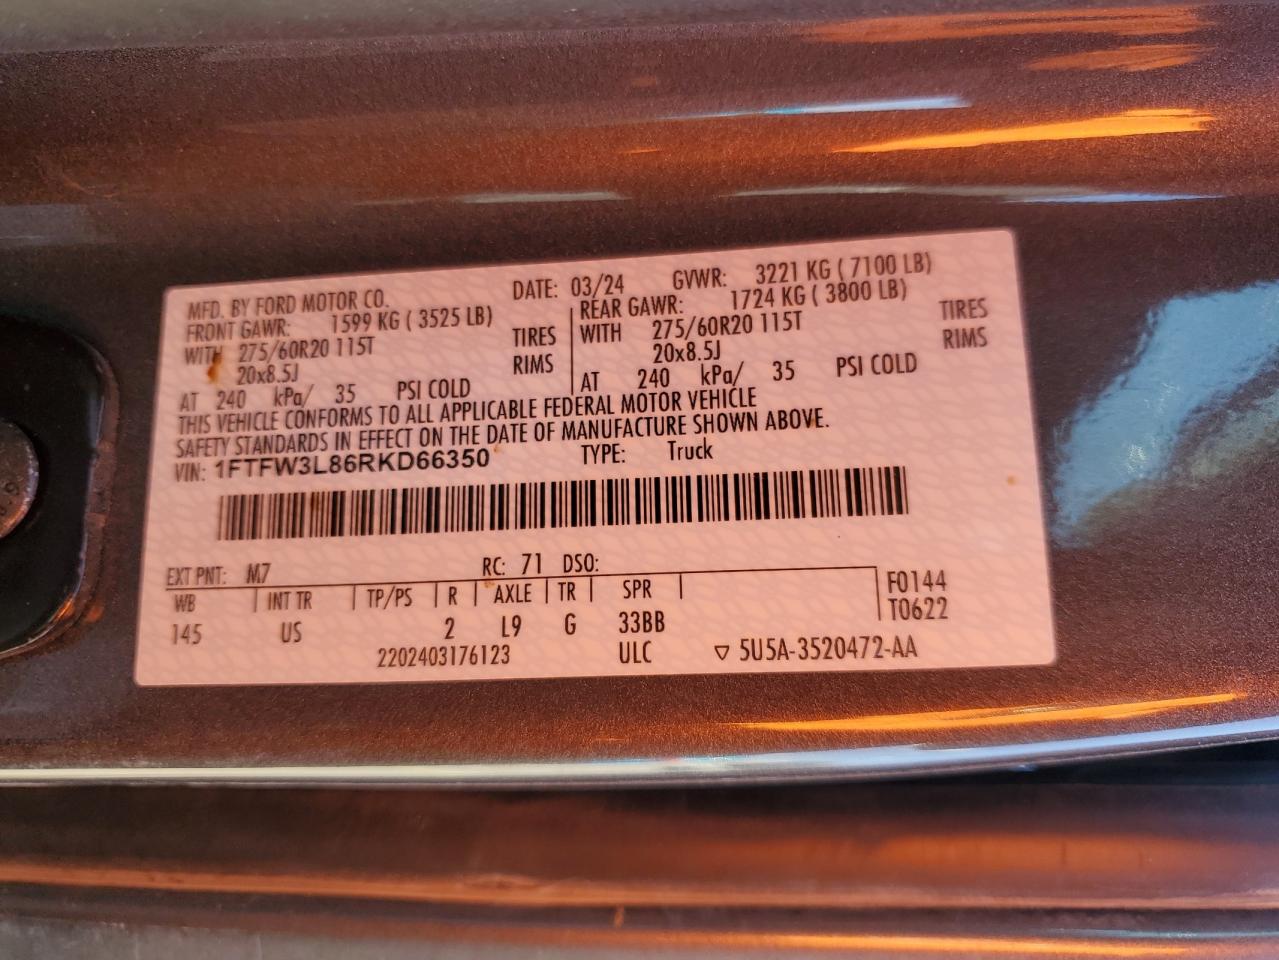 MFD. BY FORD MOTOR CO. DATE: 03/24 GVWR: 3221 KG ( 7100 LB)
FRONT GAWR: 1599 KG ( 3525 LB) REAR GAWR: 1724 KG ( 3800 LB)
WITH 275/60R20 115T TIRES WITH 275/60R20 115T TIRES
20x8.5J RIMS 20x8.5J RIMS
AT 240 kPa/ 35 PSI COLD AT 240 kPa/ 35 PSI COLD
THIS VEHICLE CONFORMS TO ALL APPLICABLE FEDERAL MOTOR VEHICLE
SAFETY STANDARDS IN EFFECT ON THE DATE OF MANUFACTURE SHOWN ABOVE.
VIN: 1FTFW3L86RKD66350 TYPE: Truck
EXT PNT: M7 RC: 71 DSO:
WB INT TR TP/PS R AXLE TR SPR F0144
145 US 2 L9 G 33BB T0622
2202403176123 ULC ▽ 5U5A-3520472-AA